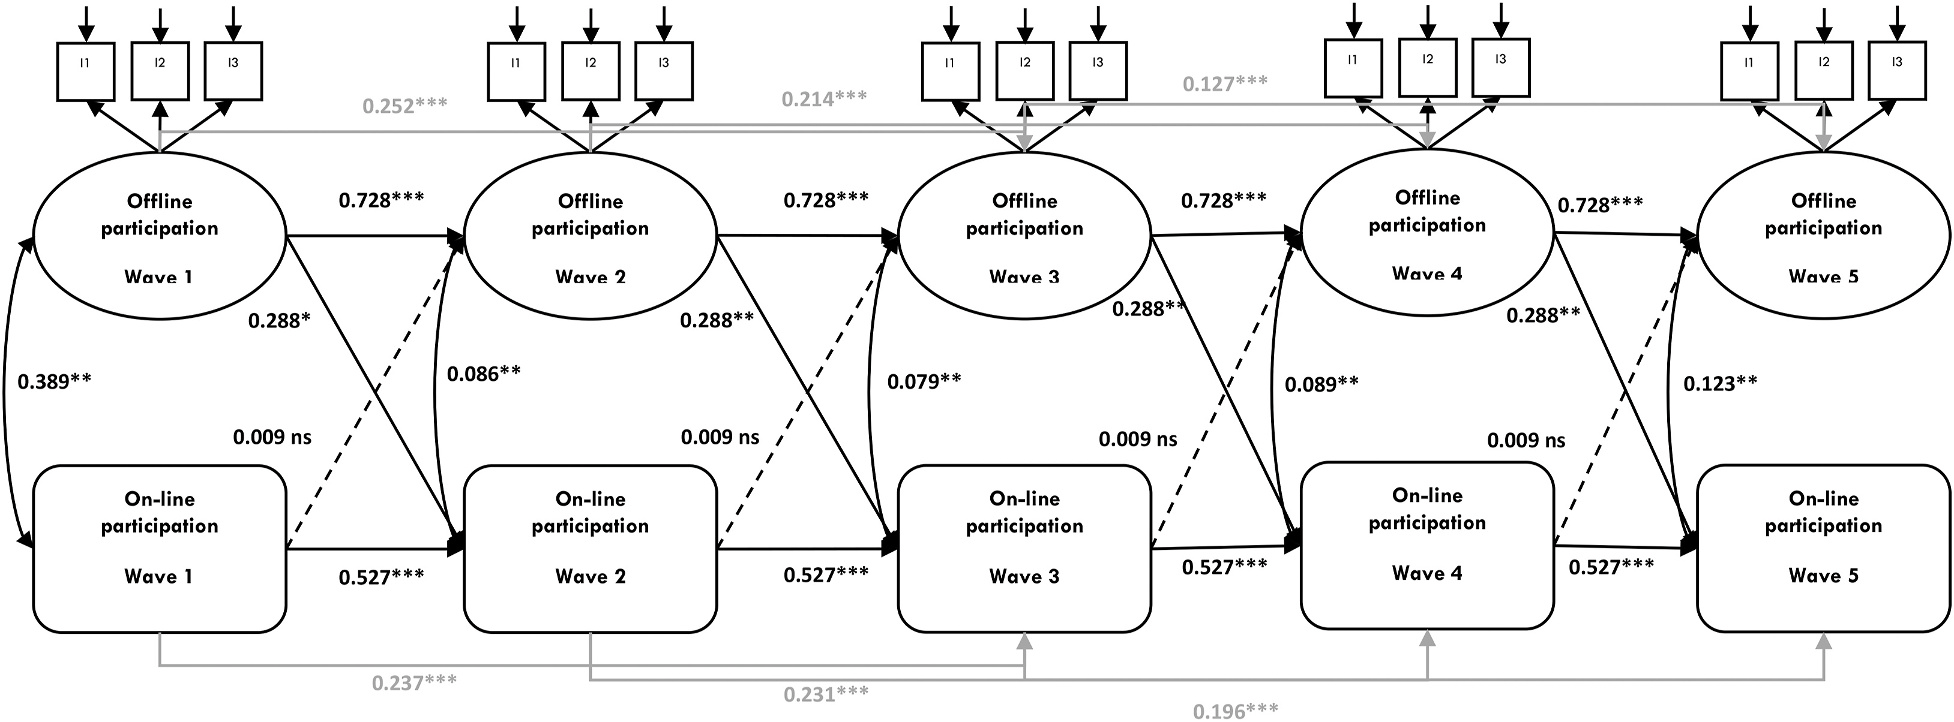 I1 I2 I3 I1 I2 I3 I1 I2 I3 I1 I2 I3 I1 I2 I3
0.252*** 0.214*** 0.127***
Offline participation Wave 1
0.728***
Offline participation Wave 2
0.728***
Offline participation Wave 3
0.728***
Offline participation Wave 4
0.728***
Offline participation Wave 5
0.288* 0.288** 0.288** 0.288**
0.389** 0.086** 0.079** 0.089** 0.123**
0.009 ns 0.009 ns 0.009 ns 0.009 ns
On-line participation Wave 1
0.527***
On-line participation Wave 2
0.527***
On-line participation Wave 3
0.527***
On-line participation Wave 4
0.527***
On-line participation Wave 5
0.237*** 0.231*** 0.196***